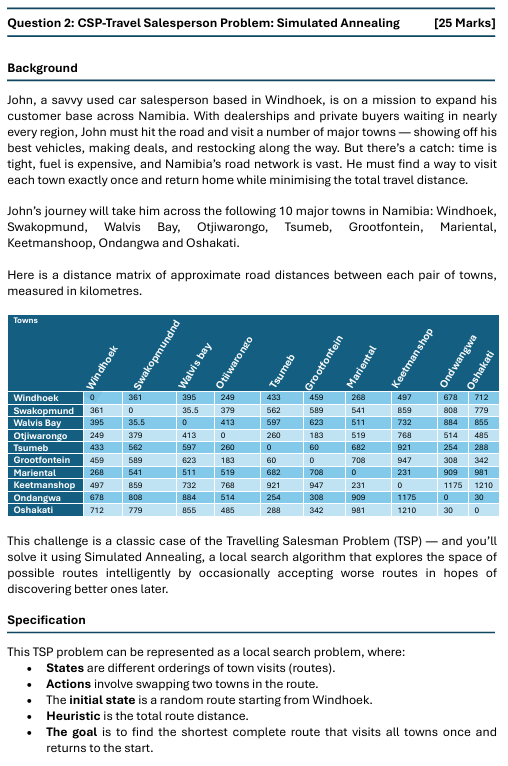 Question 2: CSP-Travel Salesperson Problem: Simulated Annealing [25 Marks]
Background
John, a savvy used car salesperson based in Windhoek, is on a mission to expand his
customer base across Namibia. With dealerships and private buyers waiting in nearly
every region, John must hit the road and visit a number of major towns — showing off his
best vehicles, making deals, and restocking along the way. But there's a catch: time is
tight, fuel is expensive, and Namibia's road network is vast. He must find a way to visit
each town exactly once and return home while minimising the total travel distance.
John's journey will take him across the following 10 major towns in Namibia: Windhoek,
Swakopmund, Walvis Bay, Otjiwarongo, Tsumeb, Grootfontein, Mariental,
Keetmanshoop, Ondangwa and Oshakati.
Here is a distance matrix of approximate road distances between each pair of towns,
measured in kilometres.
Towns Windhoek Swakopmundnd Walvis bay Otjiwarongo Tsumeb Grootfontein Mariental Keetmanshop Ondwangwa Oshakati
Windhoek 0 361 395 249 433 459 268 497 678 712
Swakopmund 361 0 35.5 379 562 589 541 859 808 779
Walvis Bay 395 35.5 0 413 597 623 511 732 884 855
Otjiwarongo 249 379 413 0 260 183 519 768 514 485
Tsumeb 433 562 597 260 0 60 682 921 254 288
Grootfontein 459 589 623 183 60 0 708 947 308 342
Mariental 268 541 511 519 682 708 0 231 909 981
Keetmanshoop 497 859 732 768 921 947 231 0 1175 1210
Ondangwa 678 808 884 514 254 308 909 1175 0 30
Oshakati 712 779 855 485 288 342 981 1210 30 0
This challenge is a classic case of the Travelling Salesman Problem (TSP) — and you'll
solve it using Simulated Annealing, a local search algorithm that explores the space of
possible routes intelligently by occasionally accepting worse routes in hopes of
discovering better ones later.
Specification
This TSP problem can be represented as a local search problem, where:
• States are different orderings of town visits (routes).
• Actions involve swapping two towns in the route.
• The initial state is a random route starting from Windhoek.
• Heuristic is the total route distance.
• The goal is to find the shortest complete route that visits all towns once and
returns to the start.